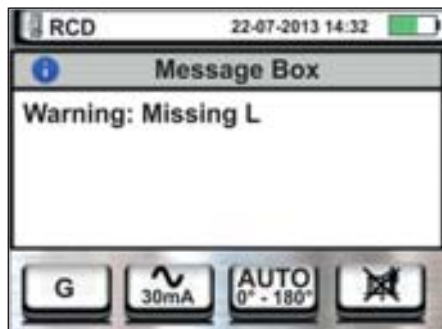 RCD 22-07-2013 14:32
Message Box
Warning: Missing L
G
30mA
AUTO
0° - 180°